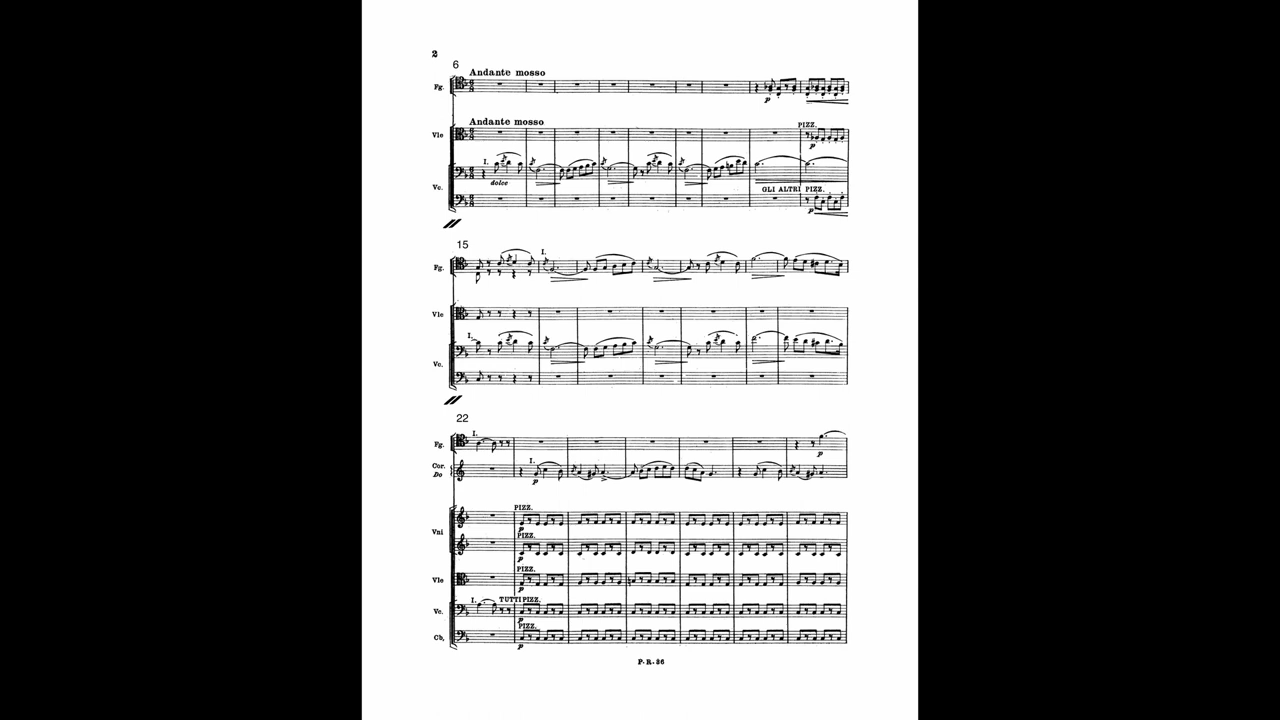 2
6
Andante mosso
Fg.
p
Andante mosso
PIZZ.
Vle
p
I.
dolce
Vc.
GLI ALTRI PIZZ.
p
15
I.
Fg.
Vle
I.
Vc.
22
I.
Fg.
p
Cor.
Do
I.
p
PIZZ.
Vni
p
PIZZ.
p
PIZZ.
Vle
p
I.
TUTTI PIZZ.
Vc.
p
PIZZ.
Cb,
p
P. R. 36